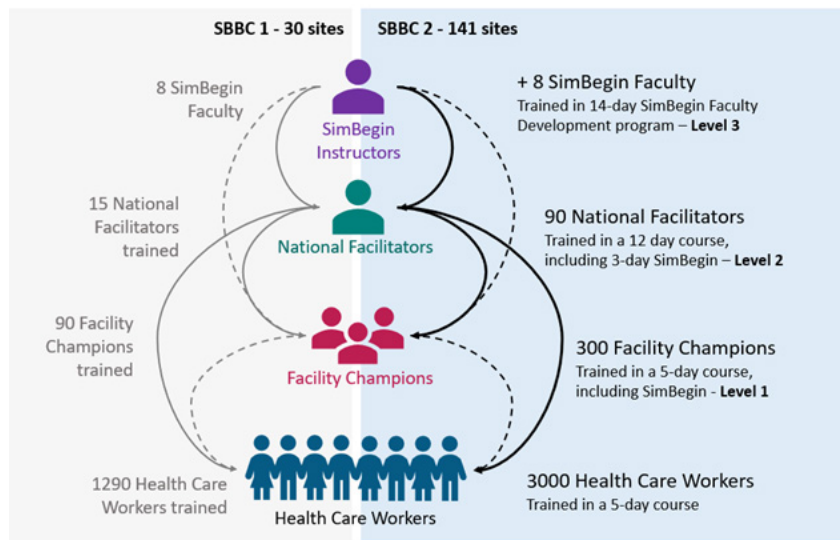 SBBC 1 - 30 sites
SBBC 2 - 141 sites
8 SimBegin
Faculty
SimBegin
Instructors
+ 8 SimBegin Faculty
Trained in 14-day SimBegin Faculty
Development program – Level 3
15 National
Facilitators
trained
National Facilitators
90 National Facilitators
Trained in a 12 day course,
including 3-day SimBegin – Level 2
90 Facility
Champions
trained
Facility Champions
300 Facility Champions
Trained in a 5-day course,
including SimBegin - Level 1
1290 Health Care
Workers trained
Health Care Workers
3000 Health Care Workers
Trained in a 5-day course